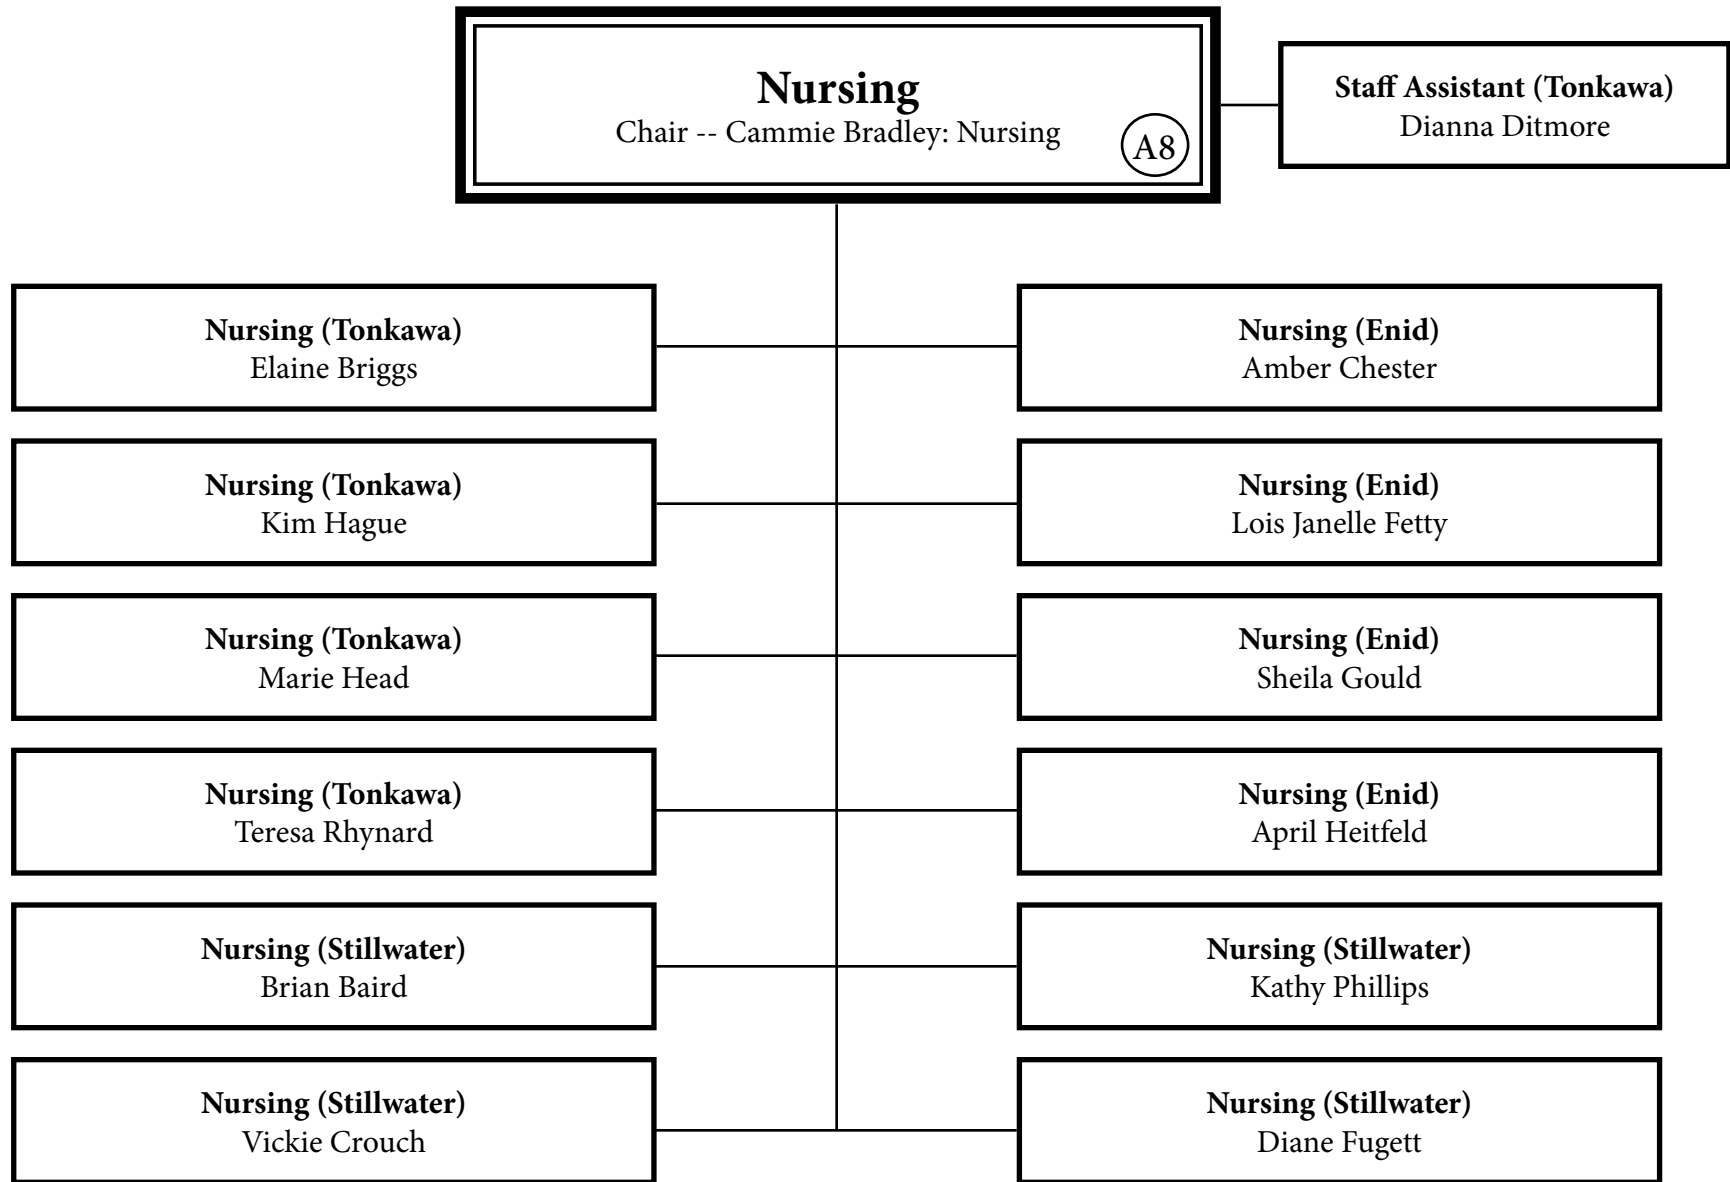 Nursing
Chair -- Cammie Bradley: Nursing
A8
Staff Assistant (Tonkawa)
Dianna Ditmore
Nursing (Tonkawa)
Elaine Briggs
Nursing (Enid)
Amber Chester
Nursing (Tonkawa)
Kim Hague
Nursing (Enid)
Lois Janelle Fetty
Nursing (Tonkawa)
Marie Head
Nursing (Enid)
Sheila Gould
Nursing (Tonkawa)
Teresa Rhynard
Nursing (Enid)
April Heitfeld
Nursing (Stillwater)
Brian Baird
Nursing (Stillwater)
Kathy Phillips
Nursing (Stillwater)
Vickie Crouch
Nursing (Stillwater)
Diane Fugett